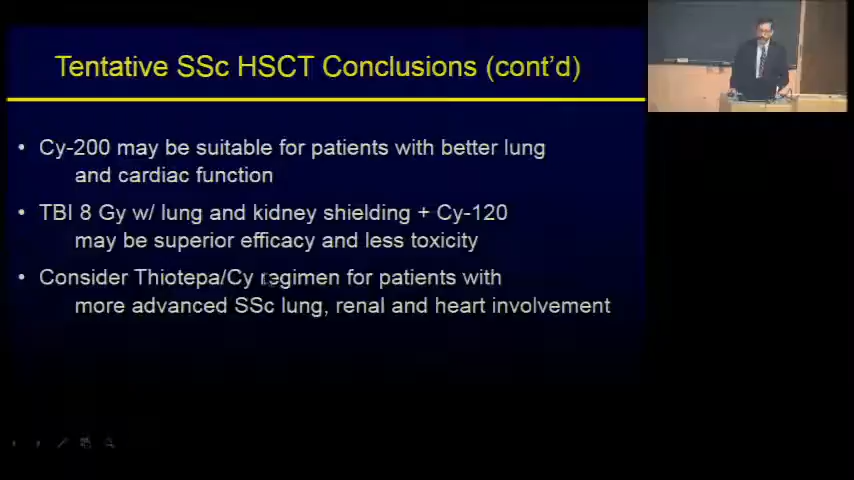 Tentative SSc HSCT Conclusions (cont'd)
• Cy-200 may be suitable for patients with better lung
and cardiac function
• TBI 8 Gy w/ lung and kidney shielding + Cy-120
may be superior efficacy and less toxicity
• Consider Thiotepa/Cy regimen for patients with
more advanced SSc lung, renal and heart involvement